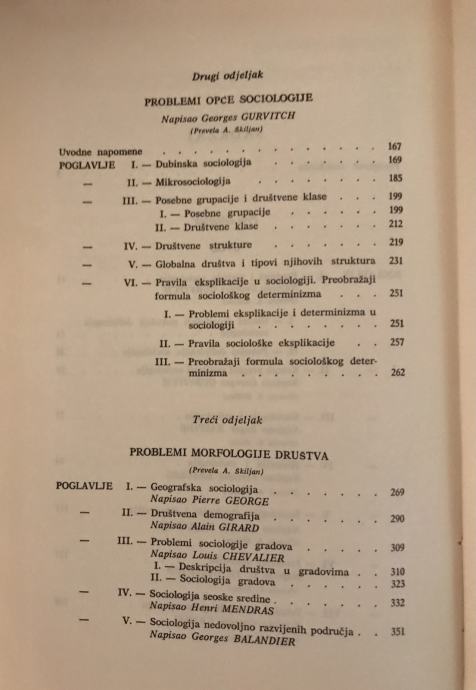 Drugi odjeljak
PROBLEMI OPCE SOCIOLOGIJE
Napisao Georges GURVITCH
(Prevela A. Škiljan)
Uvodne napomene . . . . . . . . . . . . . 167
POGLAVLJE I. — Dubinska sociologija . . . . . . 169
— II. — Mikrosociologija . . . . . . . 185
— III. — Posebne grupacije i društvene klase . . . 199
I. — Posebne grupacije . . . . . 199
II. — Društvene klase . . . . . . 212
— IV. — Društvene strukture . . . . . . 219
— V. — Globalna društva i tipovi njihovih struktura 231
— VI. — Pravila eksplikacije u sociologiji. Preobražaji
formula sociološkog determinizma . . . 251
I. — Problemi eksplikacije i determinizma u
sociologiji . . . . . . . 251
II. — Pravila sociološke eksplikacije . . 257
III. — Preobražaji formula sociološkog deter-
minizma . . . . . . . . 262
Treći odjeljak
PROBLEMI MORFOLOGIJE DRUSTVA
(Prevela A. Škiljan)
POGLAVLJE I. — Geografska sociologija . . . . . . 269
Napisao Pierre GEORGE
— II. — Društvena demografija . . . . . . 290
Napisao Alain GIRARD
— III. — Problemi sociologije gradova . . . . 309
Napisao Louis CHEVALIER
I. — Deskripcija društva u gradovima . . 310
II. — Sociologija gradova . . . . . 323
— IV. — Sociologija seoske sredine . . . . . 332
Napisao Henri MENDRAS
— V. — Sociologija nedovoljno razvijenih područja . . 351
Napisao Georges BALANDIER